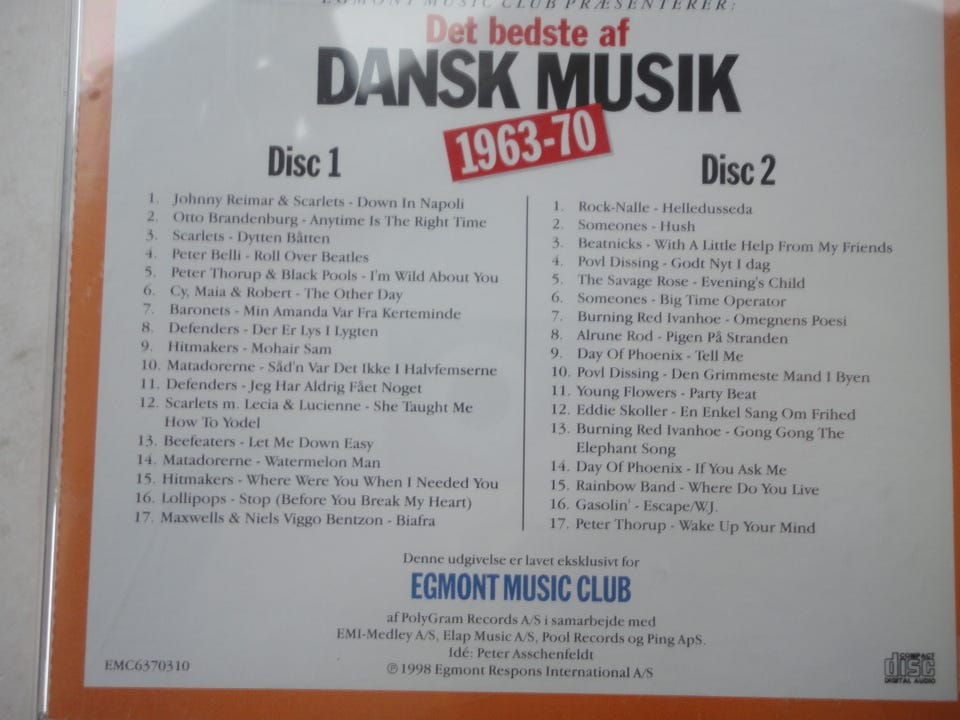 EGMONT MUSIC CLUB PRÆSENTERER:
Det bedste af
DANSK MUSIK
1963-70
Disc 1
1. Johnny Reimar & Scarlets - Down In Napoli
2. Otto Brandenburg - Anytime Is The Right Time
3. Scarlets - Dytten Båtten
4. Peter Belli - Roll Over Beatles
5. Peter Thorup & Black Pools - I'm Wild About You
6. Cy, Maia & Robert - The Other Day
7. Baronets - Min Amanda Var Fra Kerteminde
8. Defenders - Der Er Lys I Lygten
9. Hitmakers - Mohair Sam
10. Matadorerne - Såd'n Var Det Ikke I Halvfemserne
11. Defenders - Jeg Har Aldrig Fået Noget
12. Scarlets m. Lecia & Lucienne - She Taught Me
How To Yodel
13. Beefeaters - Let Me Down Easy
14. Matadorerne - Watermelon Man
15. Hitmakers - Where Were You When I Needed You
16. Lollipops - Stop (Before You Break My Heart)
17. Maxwells & Niels Viggo Bentzon - Biafra
Disc 2
1. Rock-Nalle - Helledusseda
2. Someones - Hush
3. Beatnicks - With A Little Help From My Friends
4. Povl Dissing - Godt Nyt I dag
5. The Savage Rose - Evening's Child
6. Someones - Big Time Operator
7. Burning Red Ivanhoe - Omegnens Poesi
8. Alrune Rod - Pigen På Stranden
9. Day Of Phoenix - Tell Me
10. Povl Dissing - Den Grimmeste Mand I Byen
11. Young Flowers - Party Beat
12. Eddie Skoller - En Enkel Sang Om Frihed
13. Burning Red Ivanhoe - Gong Gong The
Elephant Song
14. Day Of Phoenix - If You Ask Me
15. Rainbow Band - Where Do You Live
16. Gasolin' - Escape/WJ.
17. Peter Thorup - Wake Up Your Mind
Denne udgivelse er lavet eksklusivt for
EGMONT MUSIC CLUB
af PolyGram Records A/S i samarbejde med
EMI-Medley A/S, Elap Music A/S, Pool Records og Ping ApS.
Idé: Peter Asschenfeldt
℗ 1998 Egmont Respons International A/S
EMC6370310
COMPACT
disc
DIGITAL AUDIO